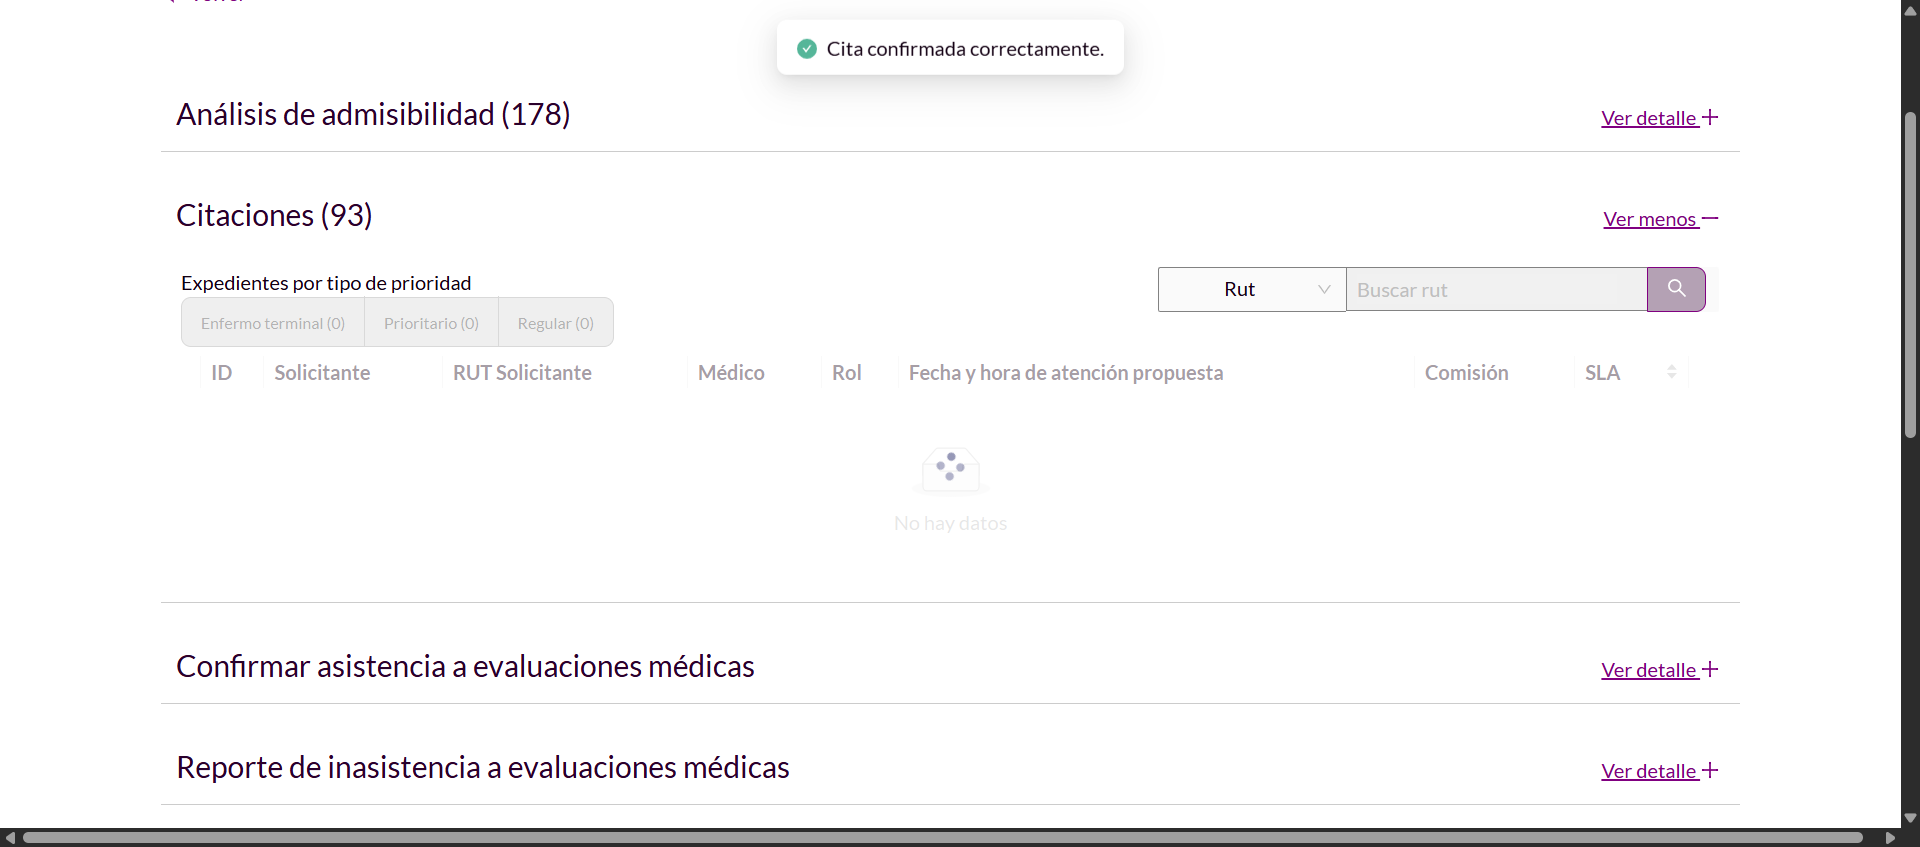 Cita confirmada correctamente.
Análisis de admisibilidad (178)
Ver detalle
Citaciones (93)
Ver menos
Expedientes por tipo de prioridad
Rut
Buscar rut
Enfermo terminal (0)
Prioritario (0)
Regular (0)
ID
Solicitante
RUT Solicitante
Médico
Rol
Fecha y hora de atención propuesta
Comisión
SLA
No hay datos
Confirmar asistencia a evaluaciones médicas
Ver detalle
Reporte de inasistencia a evaluaciones médicas
Ver detalle